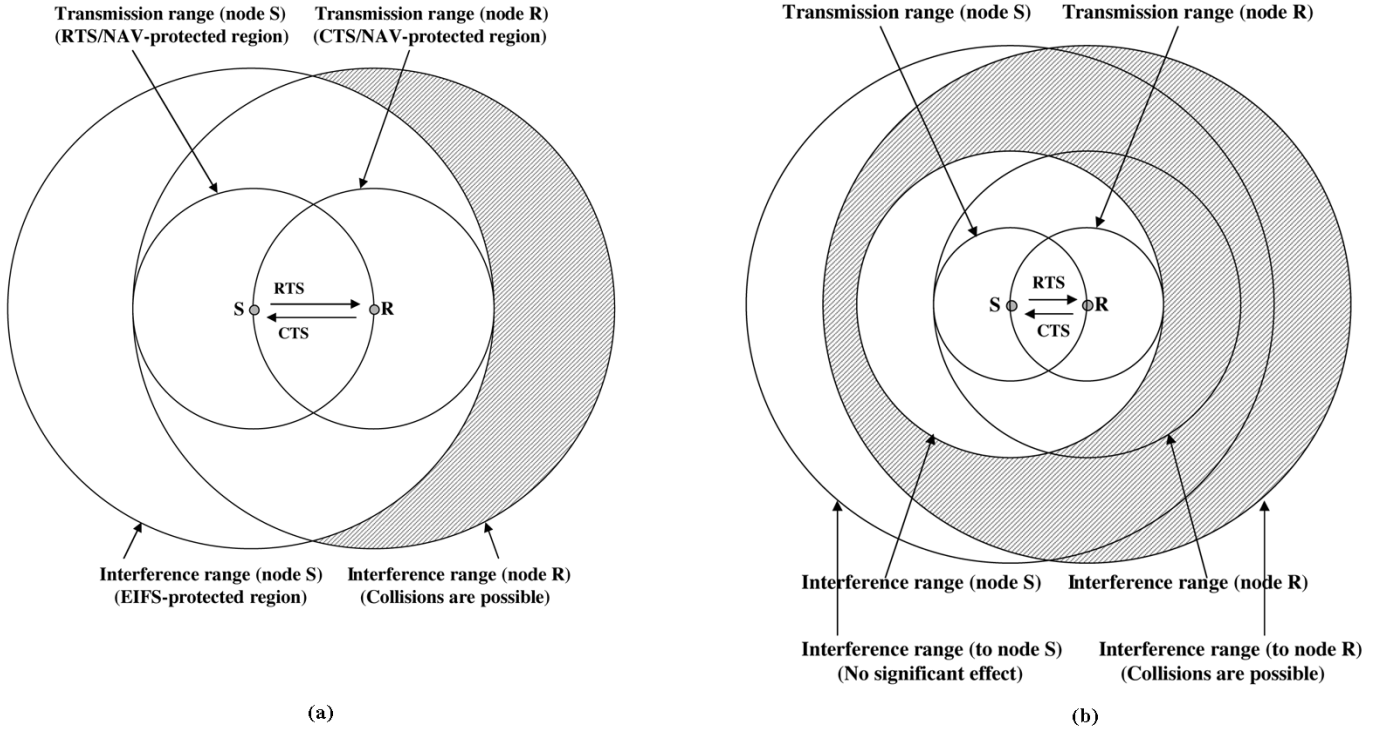 Transmission range (node S)
(RTS/NAV-protected region)
Transmission range (node R)
(CTS/NAV-protected region)
RTS
S
R
CTS
Interference range (node S)
(EIFS-protected region)
Interference range (node R)
(Collisions are possible)
(a)
Transmission range (node S)
Transmission range (node R)
RTS
S
R
CTS
Interference range (node S)
Interference range (node R)
Interference range (to node S)
(No significant effect)
Interference range (to node R)
(Collisions are possible)
(b)